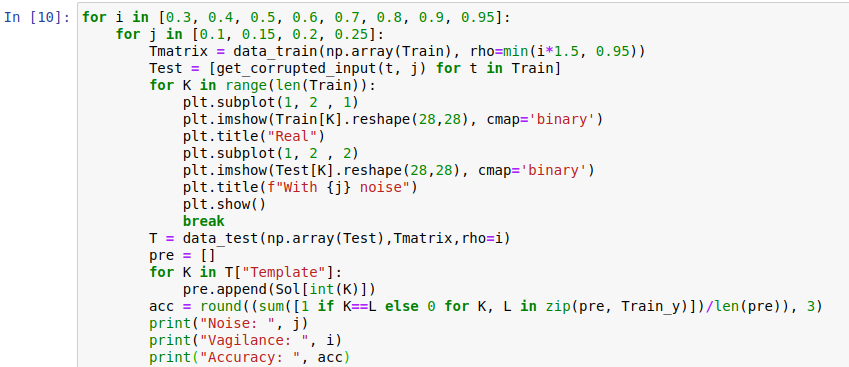 In [10]: for i in [0.3, 0.4, 0.5, 0.6, 0.7, 0.8, 0.9, 0.95]:
    for j in [0.1, 0.15, 0.2, 0.25]:
        Tmatrix = data_train(np.array(Train), rho=min(i*1.5, 0.95))
        Test = [get_corrupted_input(t, j) for t in Train]
        for K in range(len(Train)):
            plt.subplot(1, 2 , 1)
            plt.imshow(Train[K].reshape(28,28), cmap='binary')
            plt.title("Real")
            plt.subplot(1, 2 , 2)
            plt.imshow(Test[K].reshape(28,28), cmap='binary')
            plt.title(f"With {j} noise")
            plt.show()
            break
        T = data_test(np.array(Test),Tmatrix,rho=i)
        pre = []
        for K in T["Template"]:
            pre.append(Sol[int(K)])
        acc = round((sum([1 if K==L else 0 for K, L in zip(pre, Train_y)])/len(pre)), 3)
        print("Noise: ", j)
        print("Vagilance: ", i)
        print("Accuracy: ", acc)